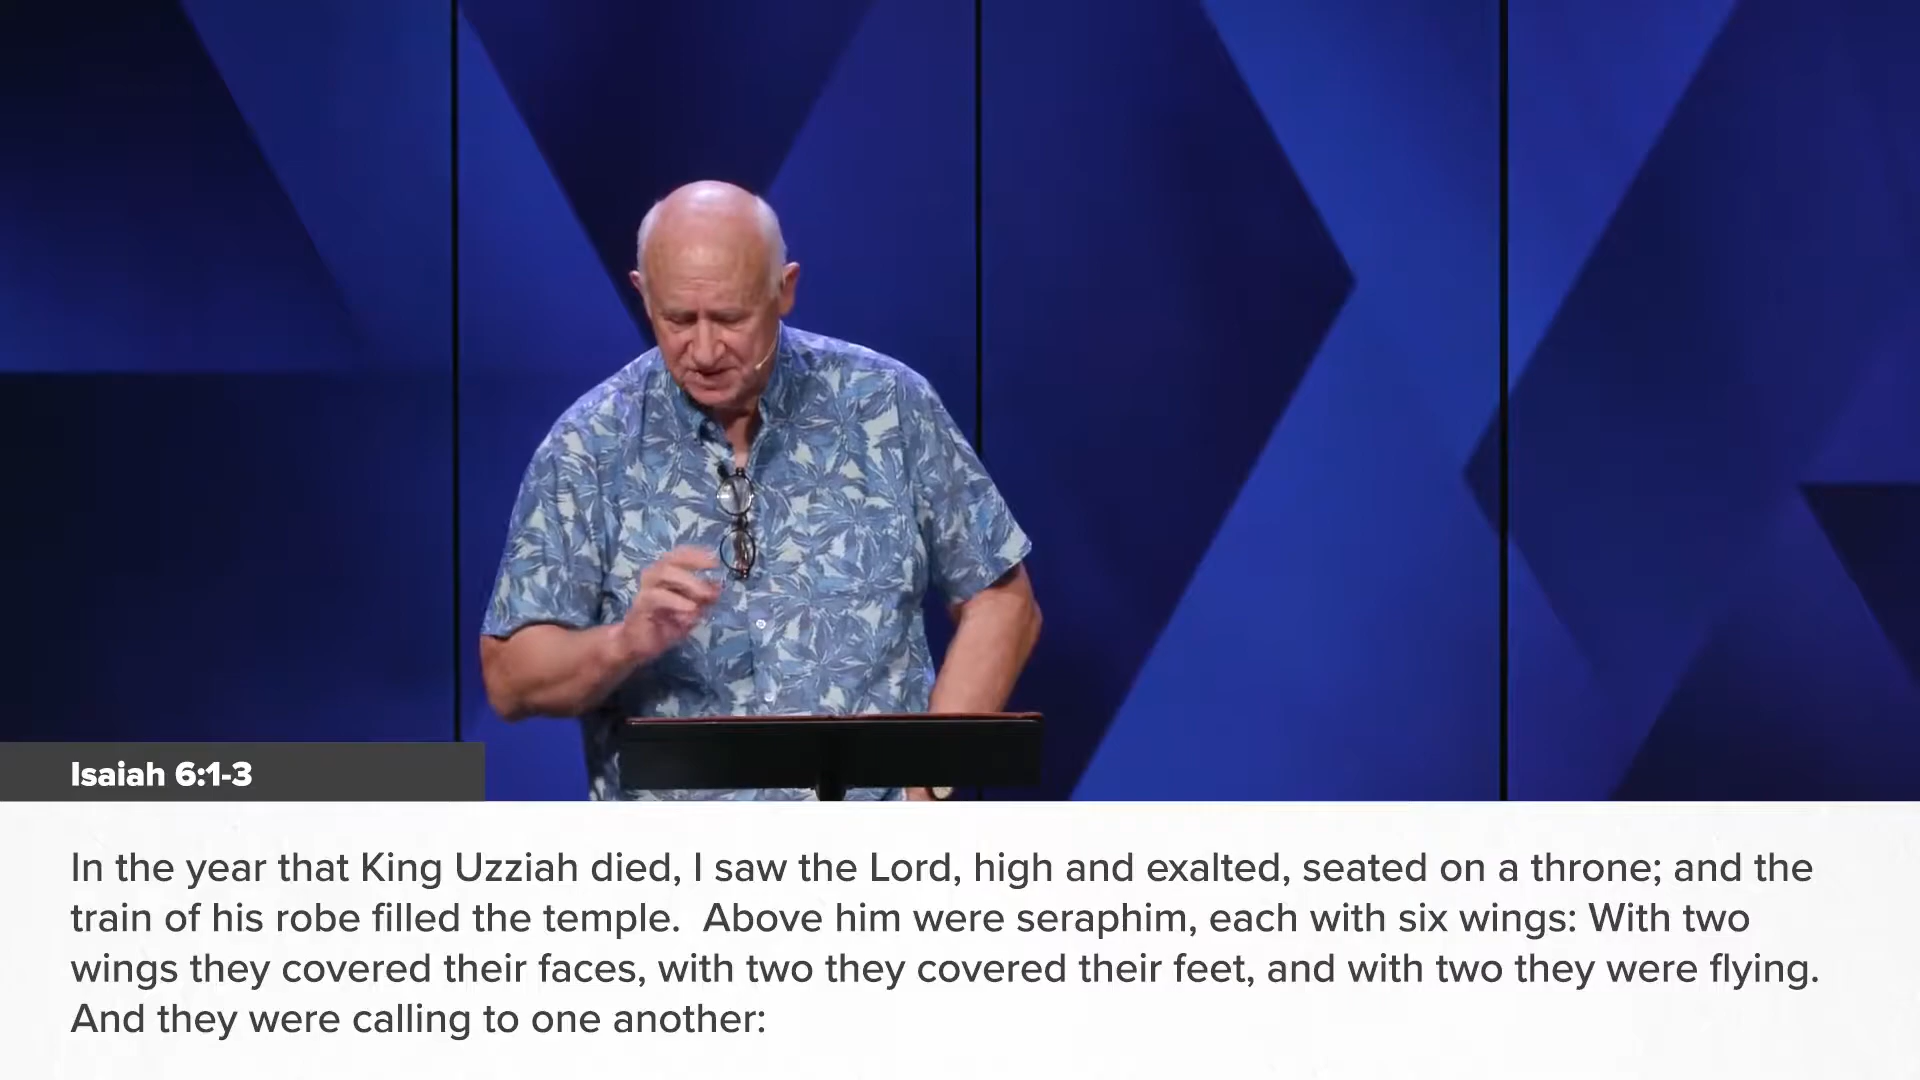 Isaiah 6:1-3
In the year that King Uzziah died, I saw the Lord, high and exalted, seated on a throne; and the
train of his robe filled the temple.  Above him were seraphim, each with six wings: With two
wings they covered their faces, with two they covered their feet, and with two they were flying.
And they were calling to one another: